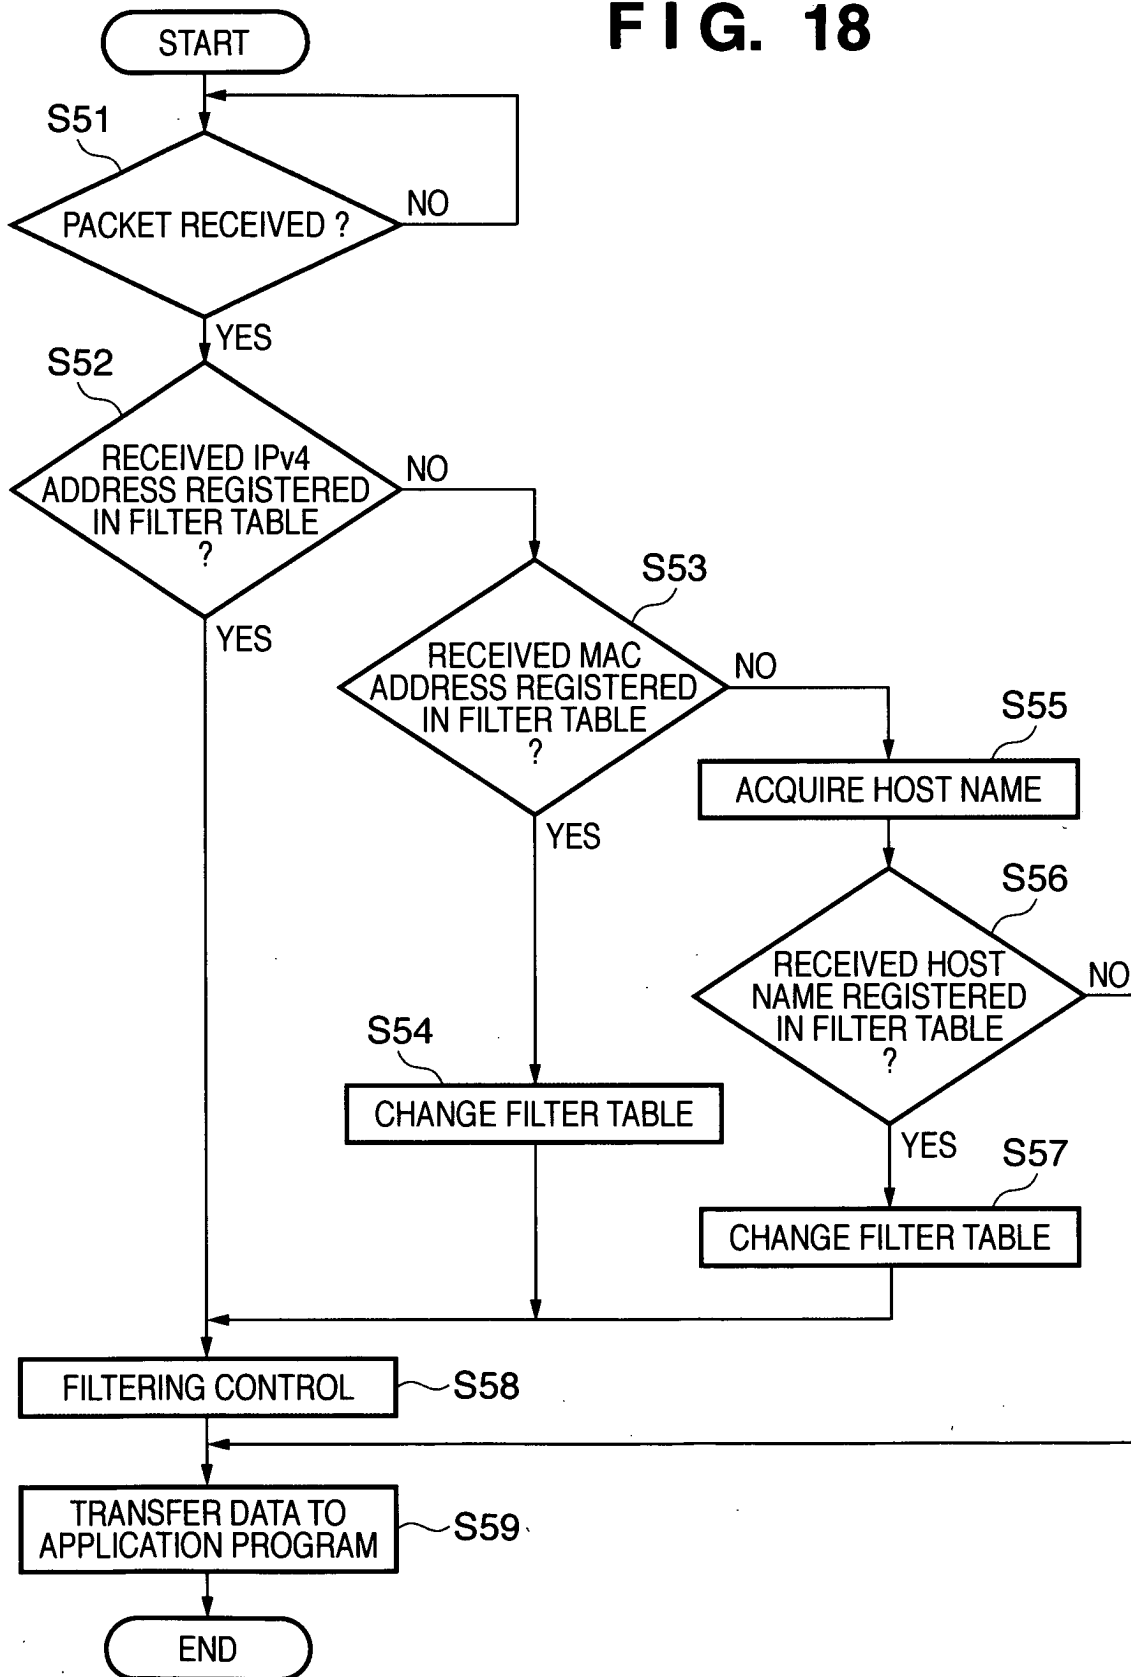 FIG. 18
START
S51
PACKET RECEIVED ?
NO
YES
S52
RECEIVED IPv4
ADDRESS REGISTERED
IN FILTER TABLE
?
NO
YES
S53
RECEIVED MAC
ADDRESS REGISTERED
IN FILTER TABLE
?
NO
YES
S55
ACQUIRE HOST NAME
S56
RECEIVED HOST
NAME REGISTERED
IN FILTER TABLE
?
NO
YES
S54
CHANGE FILTER TABLE
S57
CHANGE FILTER TABLE
FILTERING CONTROL
S58
TRANSFER DATA TO
APPLICATION PROGRAM
S59
END